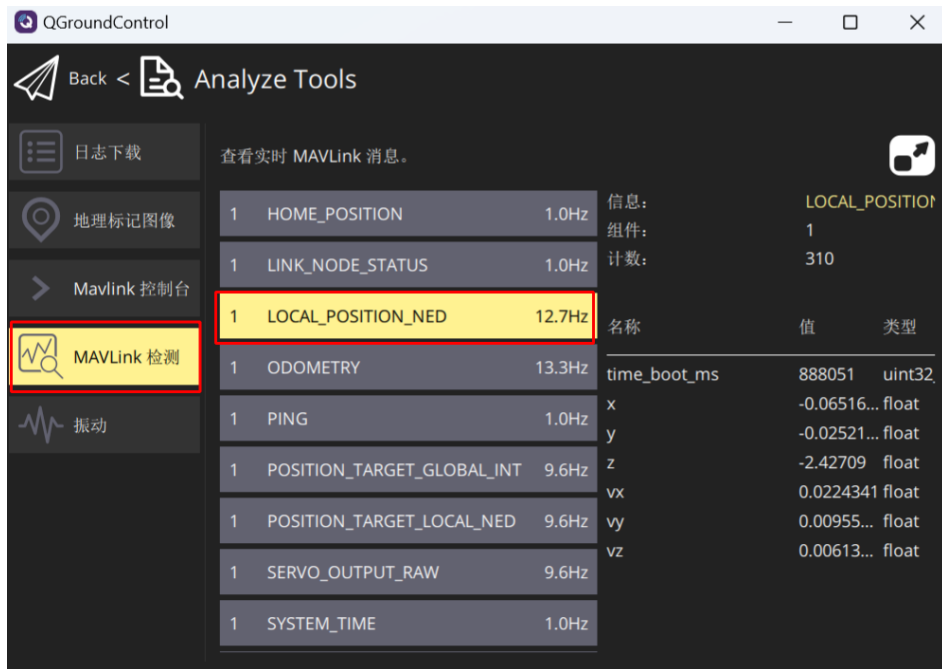 QGroundControl
Back < Analyze Tools
日志下载
地理标记图像
Mavlink 控制台
MAVLink 检测
振动
查看实时 MAVLink 消息。
1 HOME_POSITION 1.0Hz
1 LINK_NODE_STATUS 1.0Hz
1 LOCAL_POSITION_NED 12.7Hz
1 ODOMETRY 13.3Hz
1 PING 1.0Hz
1 POSITION_TARGET_GLOBAL_INT 9.6Hz
1 POSITION_TARGET_LOCAL_NED 9.6Hz
1 SERVO_OUTPUT_RAW 9.6Hz
1 SYSTEM_TIME 1.0Hz
信息: LOCAL_POSITION
组件: 1
计数: 310
名称 值 类型
time_boot_ms 888051 uint32_
x -0.06516... float
y -0.02521... float
z -2.42709 float
vx 0.0224341 float
vy 0.00955... float
vz 0.00613... float